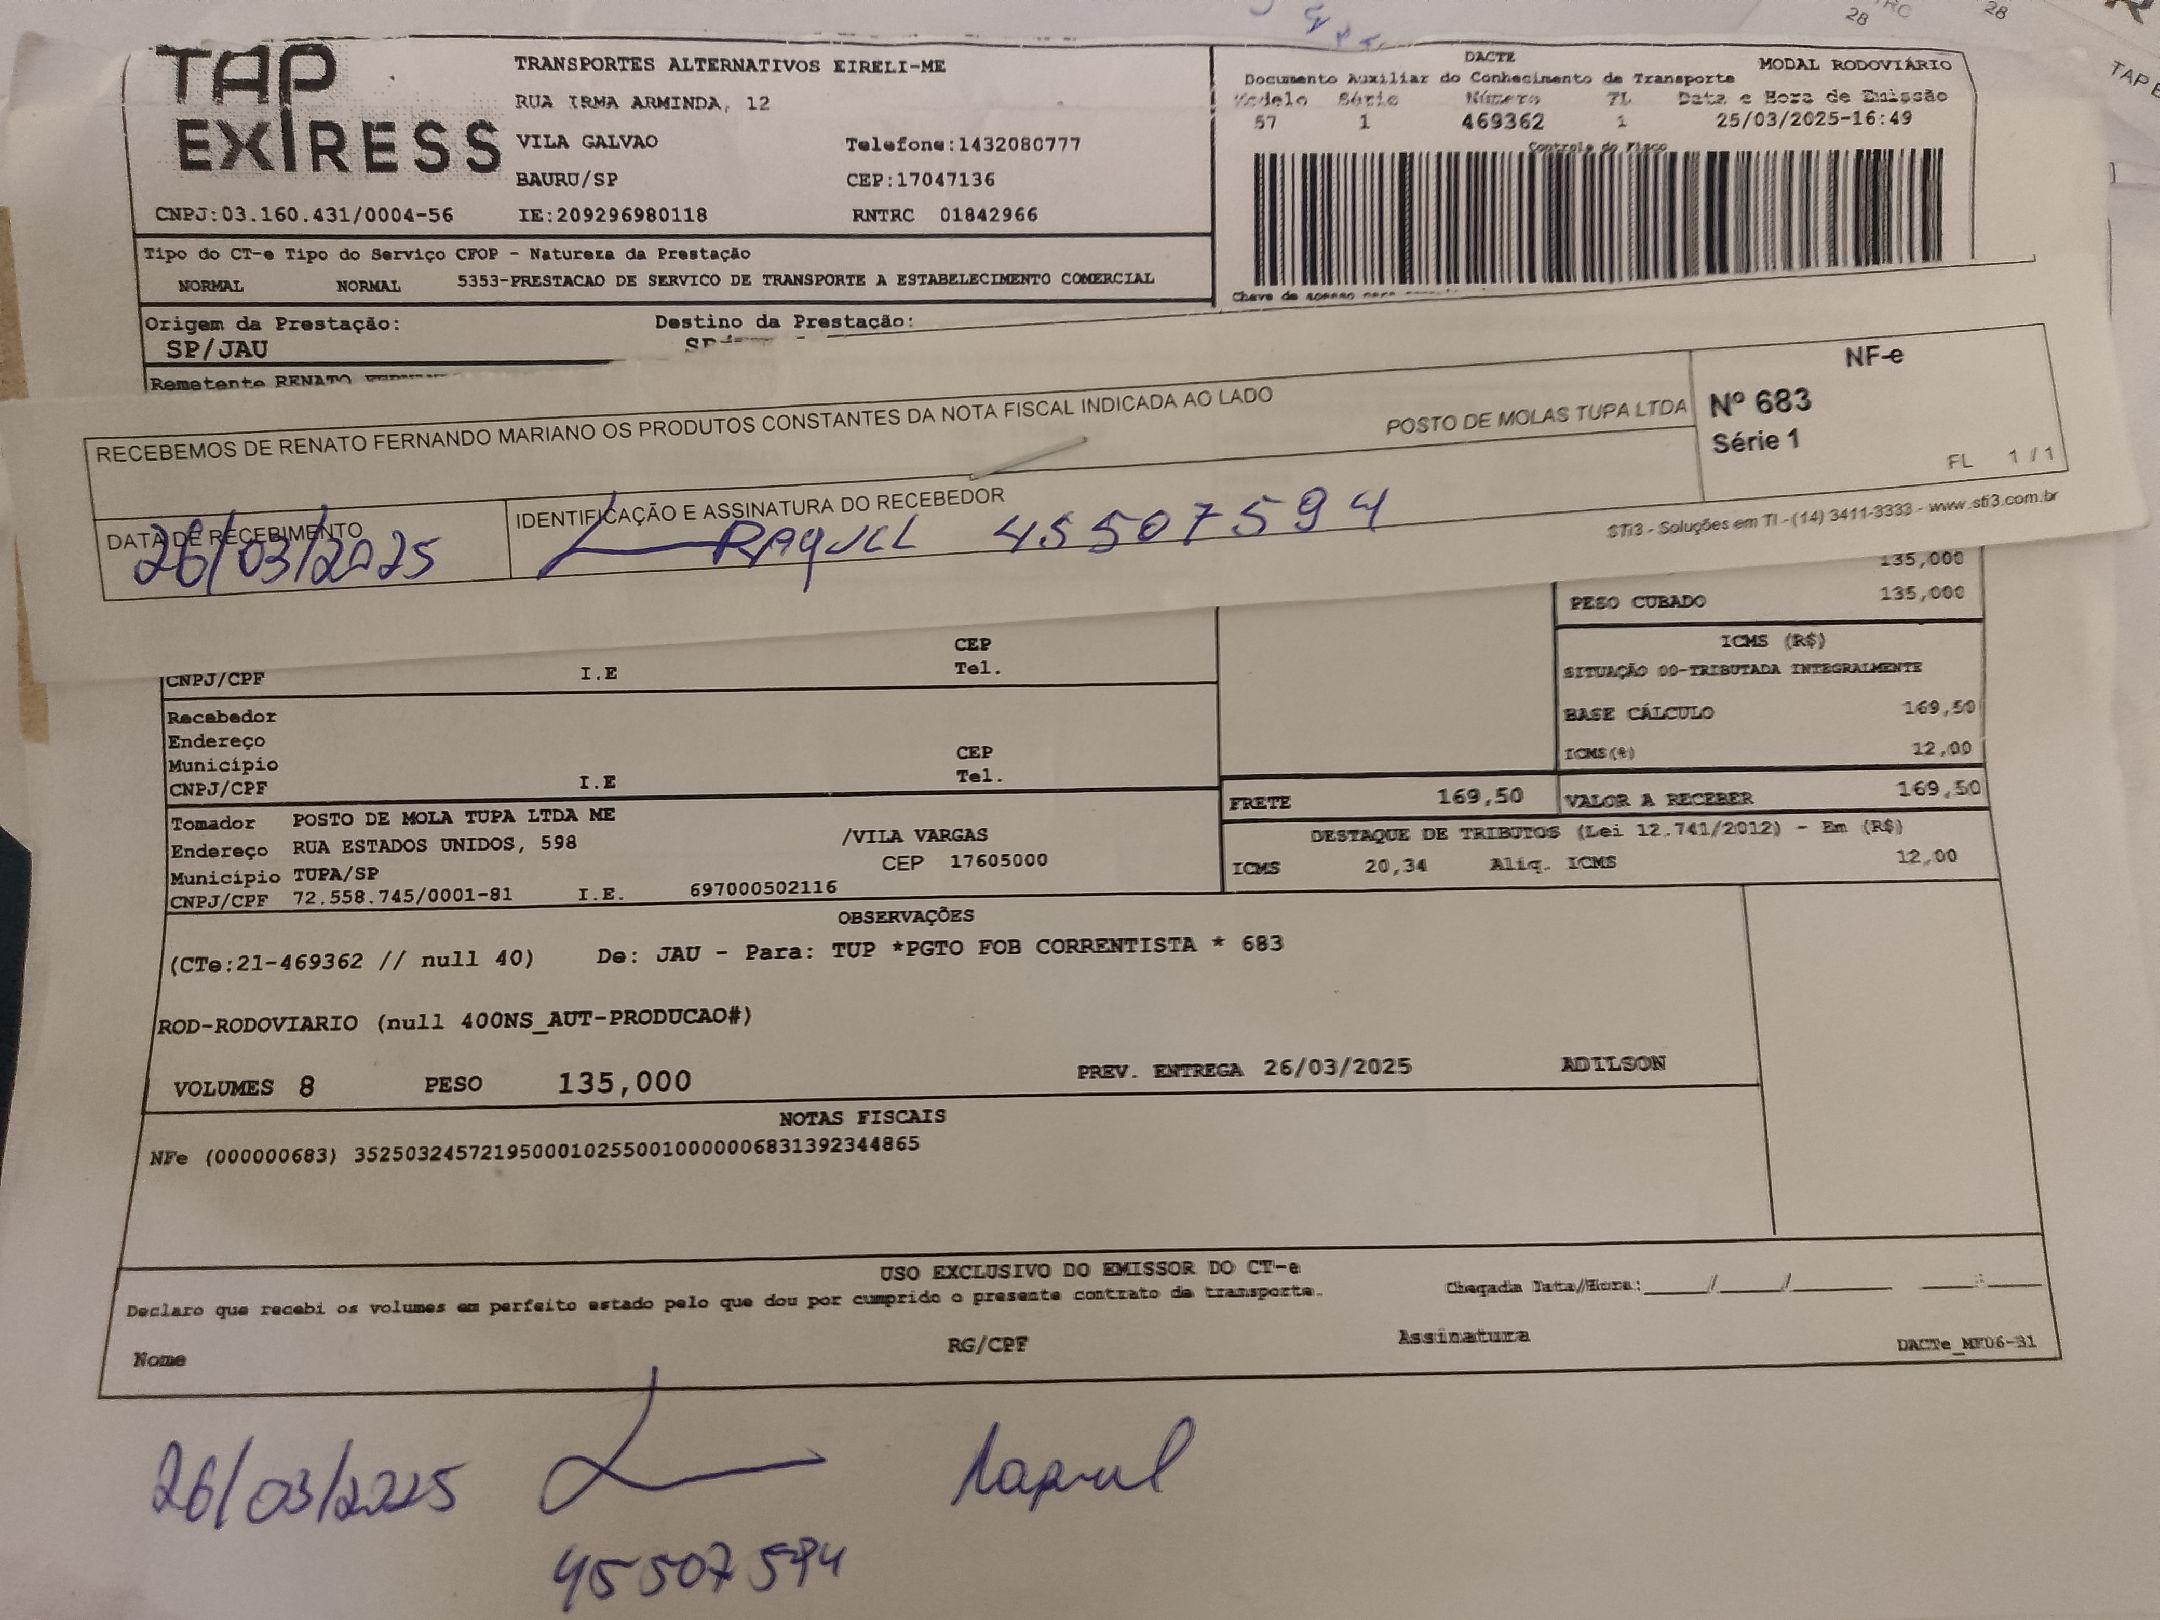 TAP
EXPRESS
TRANSPORTES ALTERNATIVOS EIRELI-ME
RUA IRMA ARMINDA, 12
VILA GALVAO Telefone:1432080777
BAURU/SP CEP:17047136
CNPJ:03.160.431/0004-56 IE:209296980118 RNTRC 01842966
DACTE MODAL RODOVIÁRIO
Documento Auxiliar do Conhecimento de Transporte
Modelo Série Número FL Data e Hora de Emissão
57 1 469362 1 25/03/2025-16:49
Controle do Fisco
Chave de acesso para
Tipo do CT-e Tipo do Serviço CFOP - Natureza da Prestação
NORMAL NORMAL 5353-PRESTACAO DE SERVICO DE TRANSPORTE A ESTABELECIMENTO COMERCIAL
Origem da Prestação: Destino da Prestação:
SP/JAU
Remetente RENATO
RECEBEMOS DE RENATO FERNANDO MARIANO OS PRODUTOS CONSTANTES DA NOTA FISCAL INDICADA AO LADO
POSTO DE MOLAS TUPA LTDA
NF-e
Nº 683
Série 1
FL 1 / 1
DATA DE RECEBIMENTO IDENTIFICAÇÃO E ASSINATURA DO RECEBEDOR
26/03/2025 RAQUEL 45507594
STi3 - Soluções em TI - (14) 3411-3333 - www.sti3.com.br
135,000
PESO CUBADO 135,000
CEP
CNPJ/CPF I.E Tel.
Recebedor
Endereço
Município CEP
CNPJ/CPF I.E Tel.
ICMS (R$)
SITUAÇÃO 00-TRIBUTADA INTEGRALMENTE
BASE CÁLCULO 169,50
ICMS(%) 12,00
FRETE 169,50 VALOR A RECEBER 169,50
DESTAQUE DE TRIBUTOS (Lei 12.741/2012) - Em (R$)
ICMS 20,34 Aliq. ICMS 12,00
Tomador POSTO DE MOLA TUPA LTDA ME
Endereço RUA ESTADOS UNIDOS, 598 /VILA VARGAS
Município TUPA/SP CEP 17605000
CNPJ/CPF 72.558.745/0001-81 I.E. 697000502116
OBSERVAÇÕES
(CTe:21-469362 // null 40) De: JAU - Para: TUP *PGTO FOB CORRENTISTA * 683
ROD-RODOVIARIO (null 400NS_AUT-PRODUCAO#)
VOLUMES 8 PESO 135,000 PREV. ENTREGA 26/03/2025 ADILSON
NOTAS FISCAIS
NFe (000000683) 35250324572195000102550010000006831392344865
USO EXCLUSIVO DO EMISSOR DO CT-e
Declaro que recebi os volumes em perfeito estado pelo que dou por cumprido o presente contrato de transporte. Chegadia Data/Hora:_____/_____/________ _____:_____
Nome RG/CPF Assinatura DACTe_MF06-31
26/03/2025 Raquel
45507594